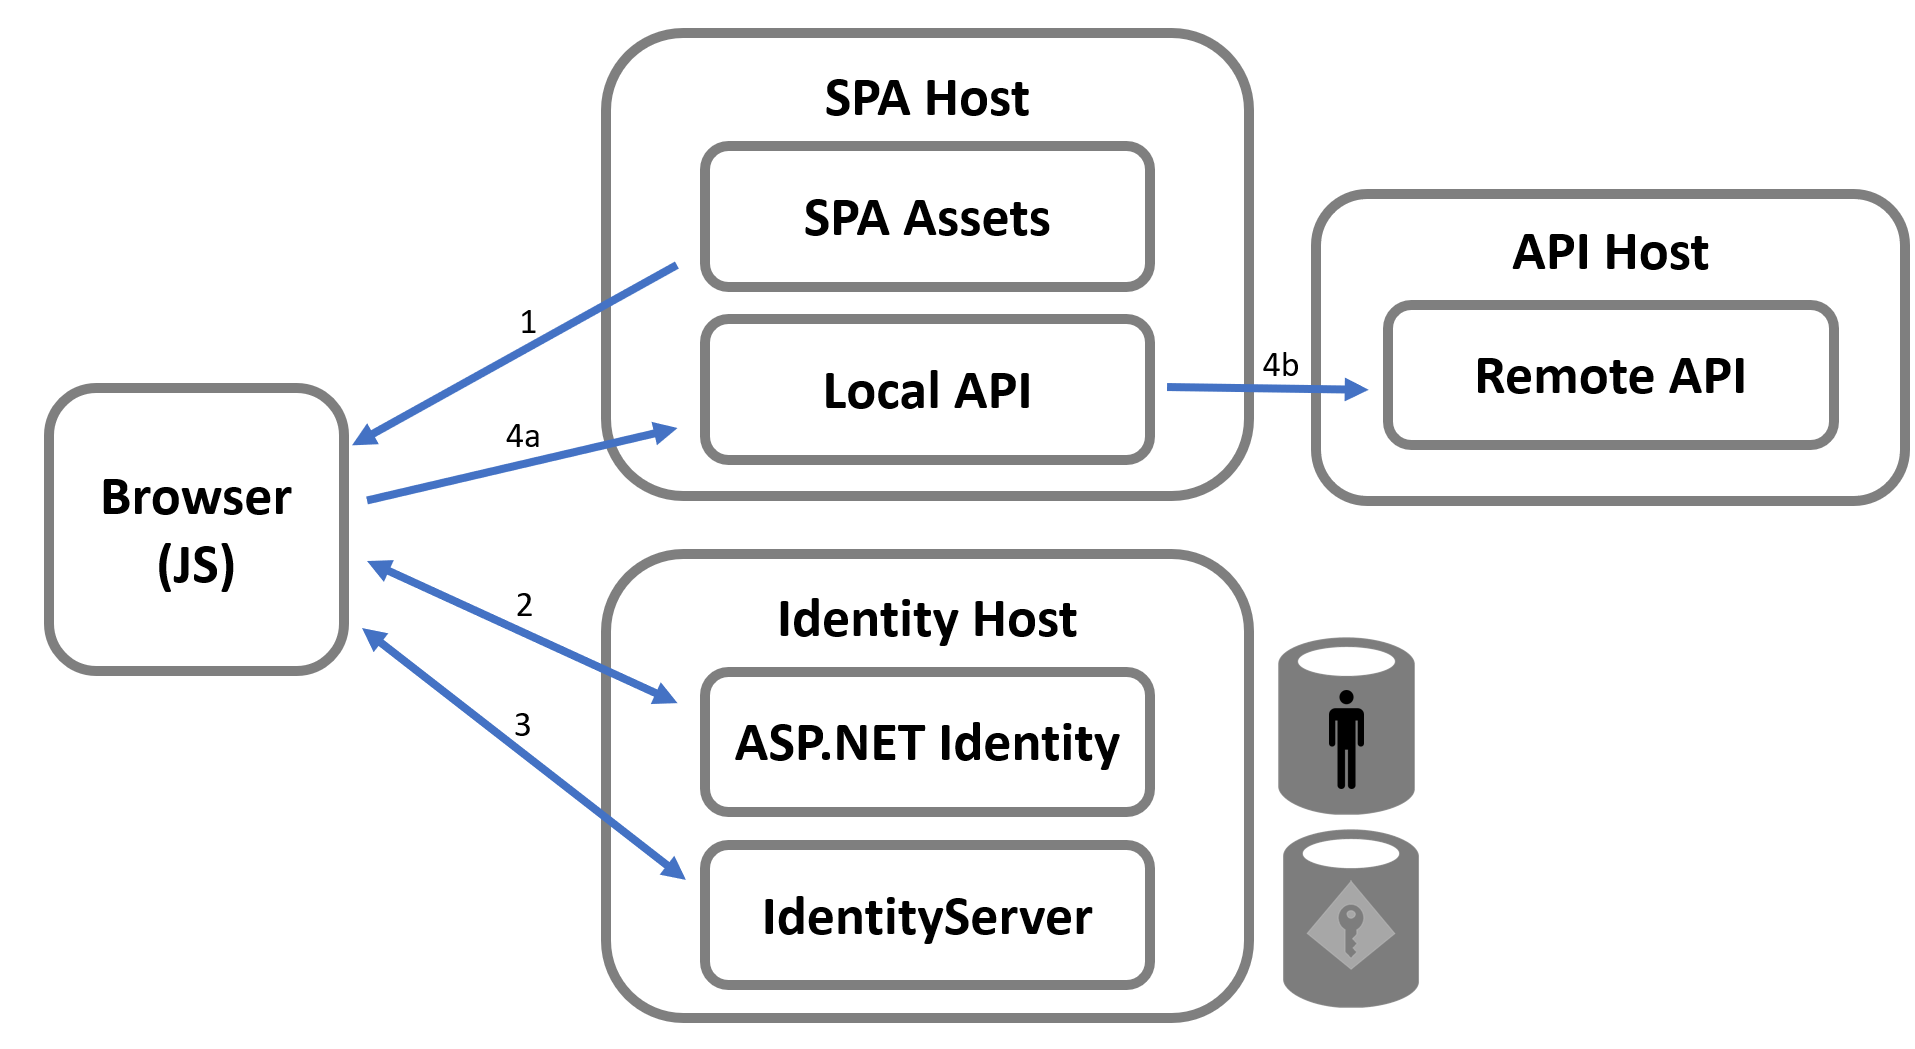 SPA Host
SPA Assets
1
Local API
4a
4b
API Host
Remote API
Browser
(JS)
2
3
Identity Host
ASP.NET Identity
IdentityServer